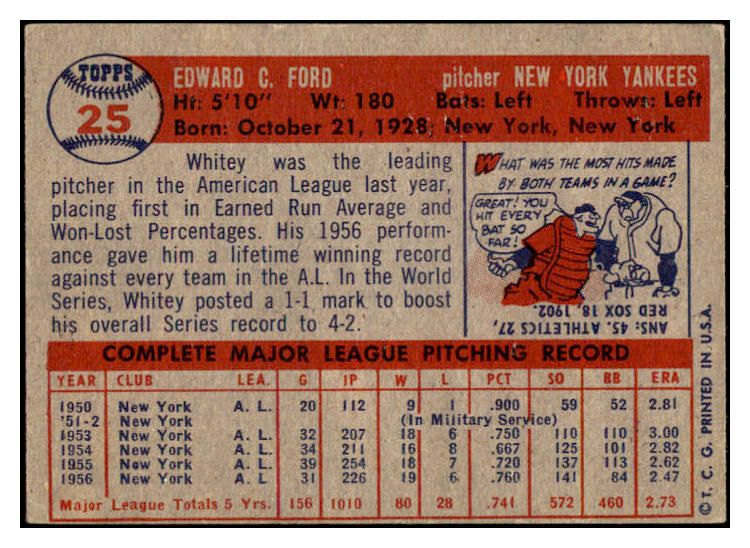 TOPPS
25
EDWARD C. FORD pitcher NEW YORK YANKEES
Ht: 5'10" Wt: 180 Bats: Left Throws: Left
Born: October 21, 1928, New York, New York
Whitey was the leading
pitcher in the American League last year,
placing first in Earned Run Average and
Won-Lost Percentages. His 1956 perform-
ance gave him a lifetime winning record
against every team in the A.L. In the World
Series, Whitey posted a 1-1 mark to boost
his overall Series record to 4-2.
WHAT WAS THE MOST HITS MADE
BY BOTH TEAMS IN A GAME?
GREAT! YOU
HIT EVERY
BAT SO
FAR!
ANS: 45. ATHLETICS 27,
RED SOX 18, 1902.
COMPLETE MAJOR LEAGUE PITCHING RECORD
YEAR CLUB LEA. G IP W L PCT SO BB ERA
1950 New York A. L. 20 112 9 1 .900 59 52 2.81
'51-2 New York (In Military Service)
1953 New York A. L. 32 207 18 6 .750 110 110 3.00
1954 New York A. L. 34 211 16 8 .667 125 101 2.82
1955 New York A. L. 39 254 18 7 .720 137 113 2.62
1956 New York A. L. 31 226 19 6 .760 141 84 2.47
Major League Totals 5 Yrs. 156 1010 80 28 .741 572 460 2.73
© T. C. G. PRINTED IN U.S.A.